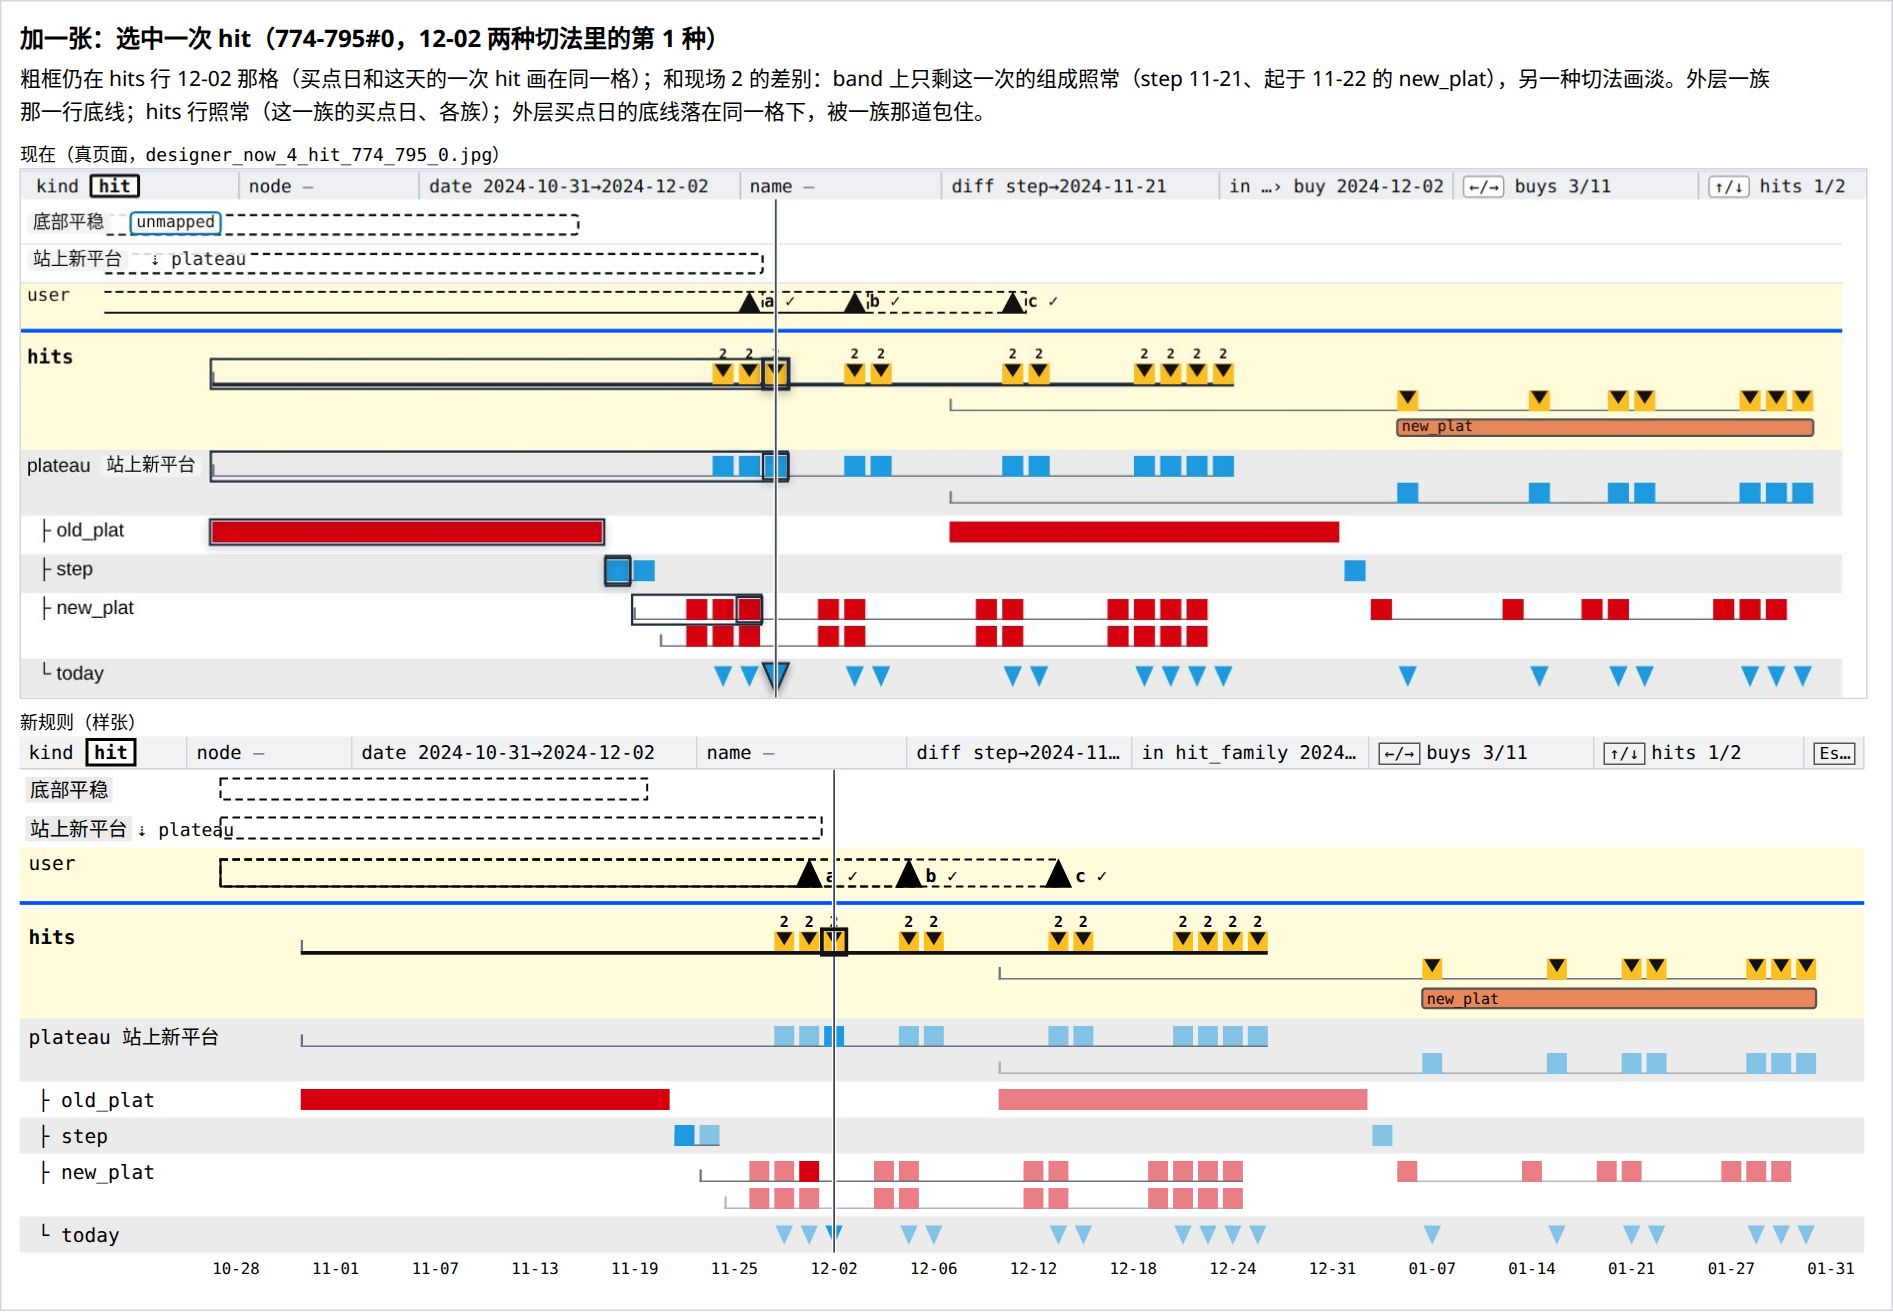 加一张：选中一次 hit（774-795#0，12-02 两种切法里的第 1 种）
粗框仍在 hits 行 12-02 那格（买点日和这天的一次 hit 画在同一格）；和现场 2 的差别：band 上只剩这一次的组成照常（step 11-21、起于 11-22 的 new_plat），另一种切法画淡。外层一族
那一行底线；hits 行照常（这一族的买点日、各族）；外层买点日的底线落在同一格下，被一族那道包住。
现在（真页面，designer_now_4_hit_774_795_0.jpg）
kind hit node — date 2024-10-31→2024-12-02 name — diff step→2024-11-21 in …› buy 2024-12-02 ←/→ buys 3/11 ↑/↓ hits 1/2
底部平稳 unmapped
站上新平台 ⇣ plateau
user a ✓ b ✓ c ✓
2 2 2 2 2 2 2 2 2 2
hits
new_plat
plateau 站上新平台
├ old_plat
├ step
├ new_plat
└ today
新规则（样张）
kind hit node — date 2024-10-31→2024-12-02 name — diff step→2024-11… in hit_family 2024… ←/→ buys 3/11 ↑/↓ hits 1/2 Es…
底部平稳
站上新平台 ⇣ plateau
user a ✓ b ✓ c ✓
2 2 2 2 2 2 2 2 2 2
hits
new_plat
plateau 站上新平台
├ old_plat
├ step
├ new_plat
└ today
10-28 11-01 11-07 11-13 11-19 11-25 12-02 12-06 12-12 12-18 12-24 12-31 01-07 01-14 01-21 01-27 01-31